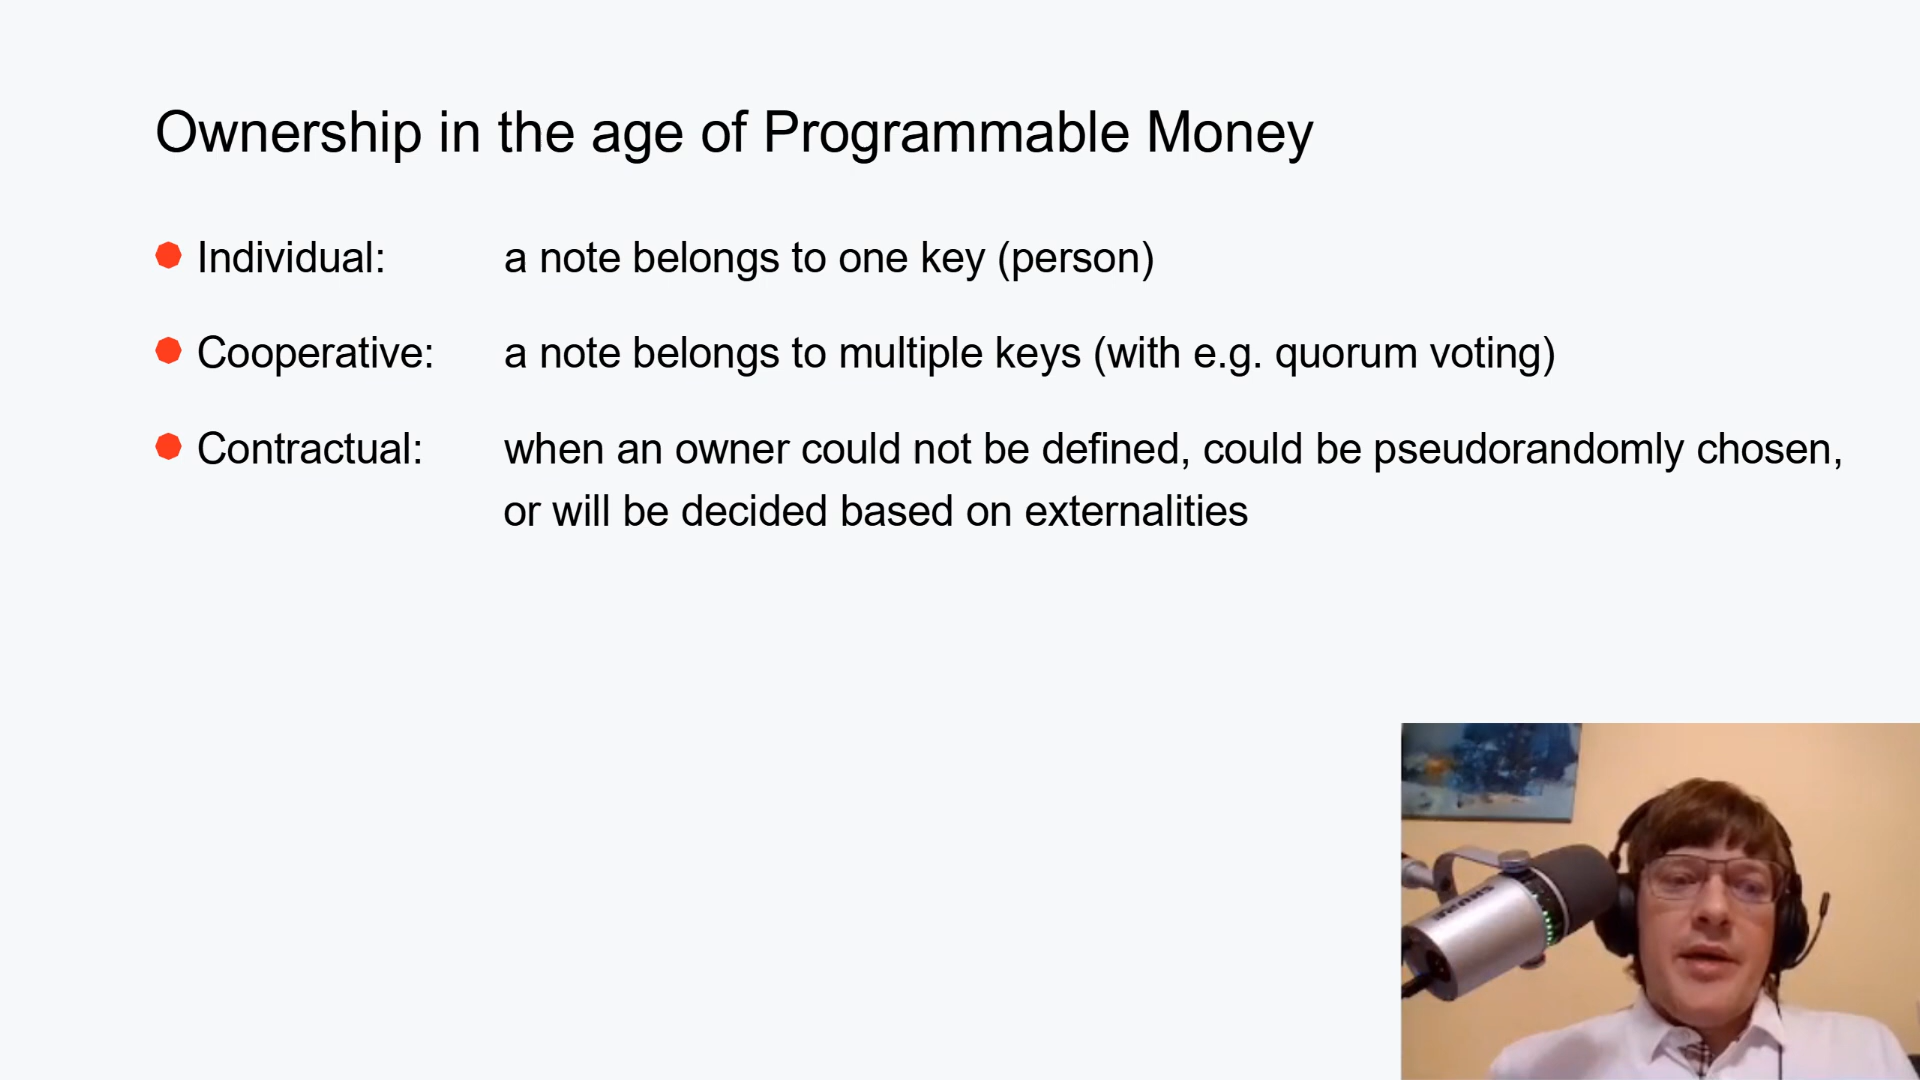 Ownership in the age of Programmable Money
Individual: a note belongs to one key (person)
Cooperative: a note belongs to multiple keys (with e.g. quorum voting)
Contractual: when an owner could not be defined, could be pseudorandomly chosen,
or will be decided based on externalities
SHURE